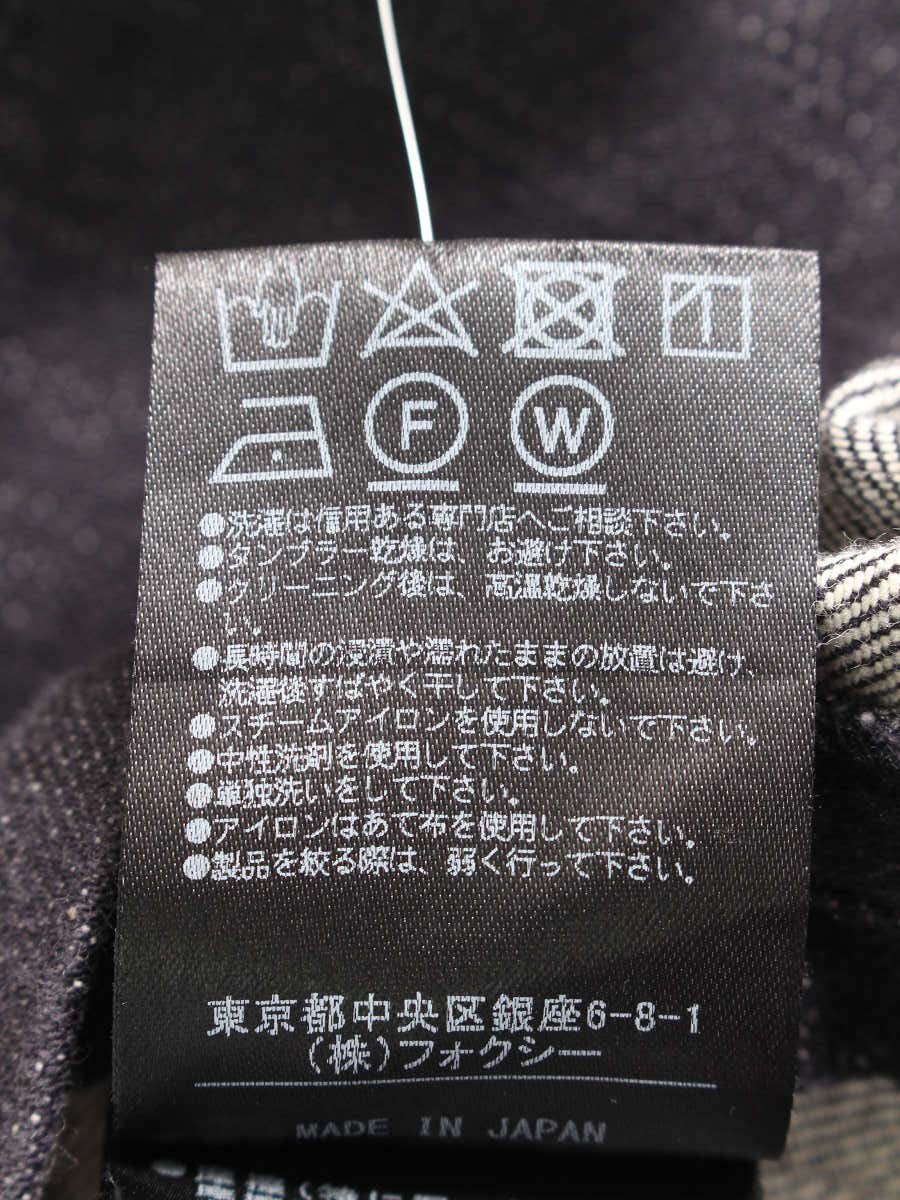 F W
●洗濯は信用ある専門店へご相談下さい。
●タンブラー乾燥は、お避け下さい。
●クリーニング後は、高温乾燥しないで下さ
い。
●長時間の浸漬や濡れたままの放置は避け、
洗濯後すばやく干して下さい。
●スチームアイロンを使用しないで下さい。
●中性洗剤を使用して下さい。
●単独洗いをして下さい。
●アイロンはあて布を使用して下さい。
●製品を絞る際は、弱く行って下さい。
東京都中央区銀座6-8-1
(株)フォクシー
MADE IN JAPAN